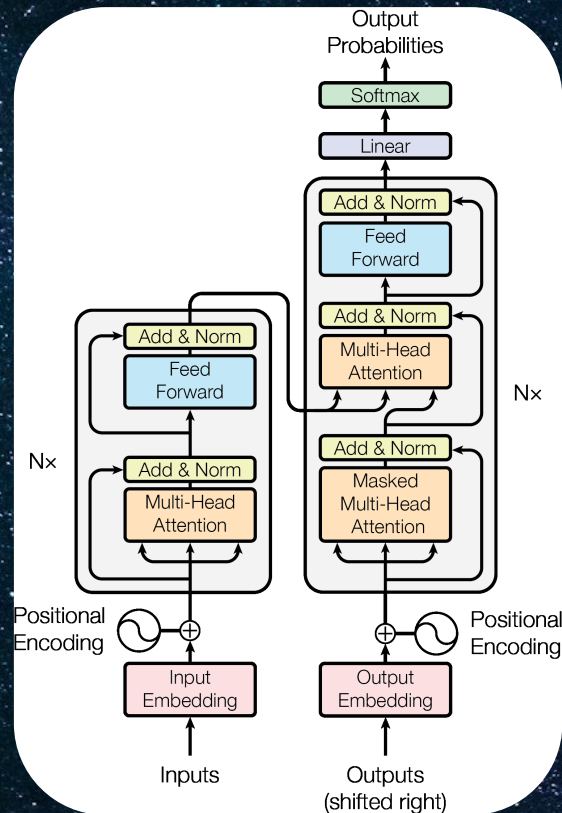 Output
Probabilities
Softmax
Linear
Add & Norm
Feed
Forward
Add & Norm
Multi-Head
Attention
Nx
Add & Norm
Masked
Multi-Head
Attention
Add & Norm
Feed
Forward
N×
Add & Norm
Multi-Head
Attention
Positional
Encoding
Positional
Encoding
Input
Embedding
Output
Embedding
Inputs
Outputs
(shifted right)